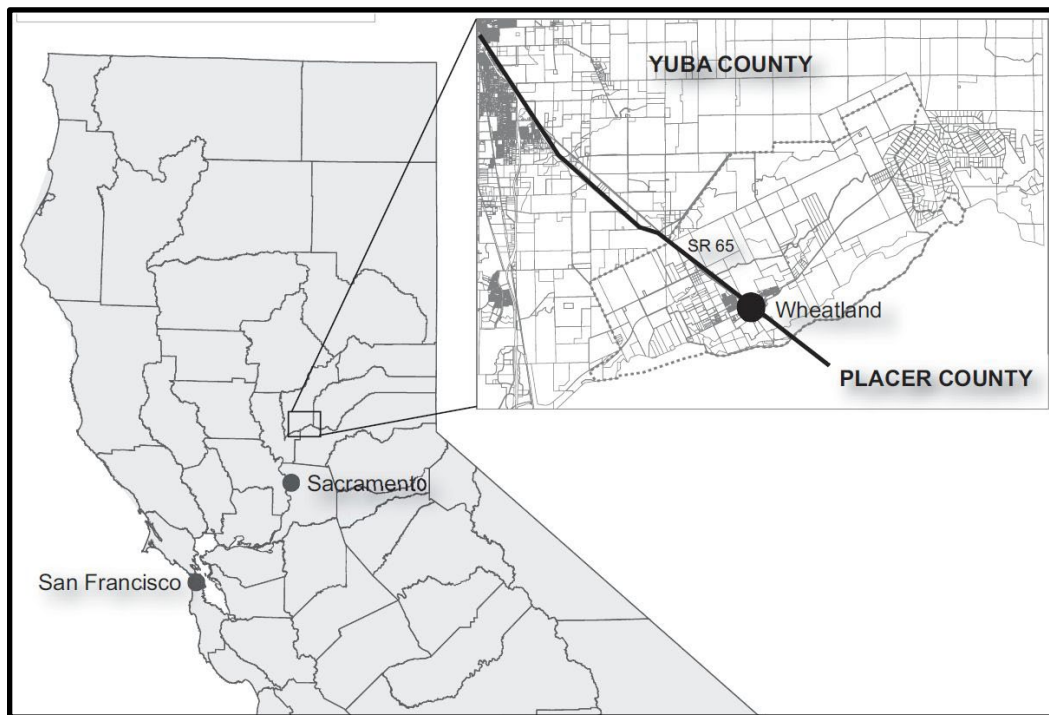 YUBA COUNTY
SR 65
Wheatland
PLACER COUNTY
Sacramento
San Francisco